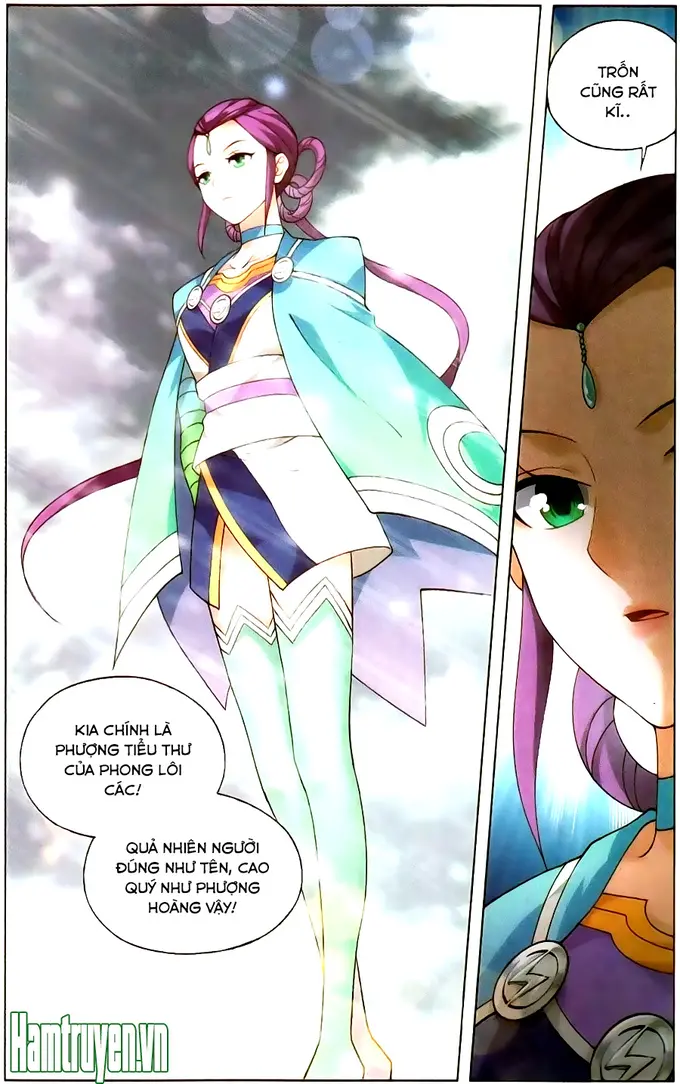 TRỐN
CŨNG RẤT
KĨ..
KIA CHÍNH LÀ
PHƯỢNG TIỂU THƯ
CỦA PHONG LÔI
CÁC!
QUẢ NHIÊN NGƯỜI
ĐÚNG NHƯ TÊN, CAO
QUÝ NHƯ PHƯỢNG
HOÀNG VẬY!
Hamtruyen.vn